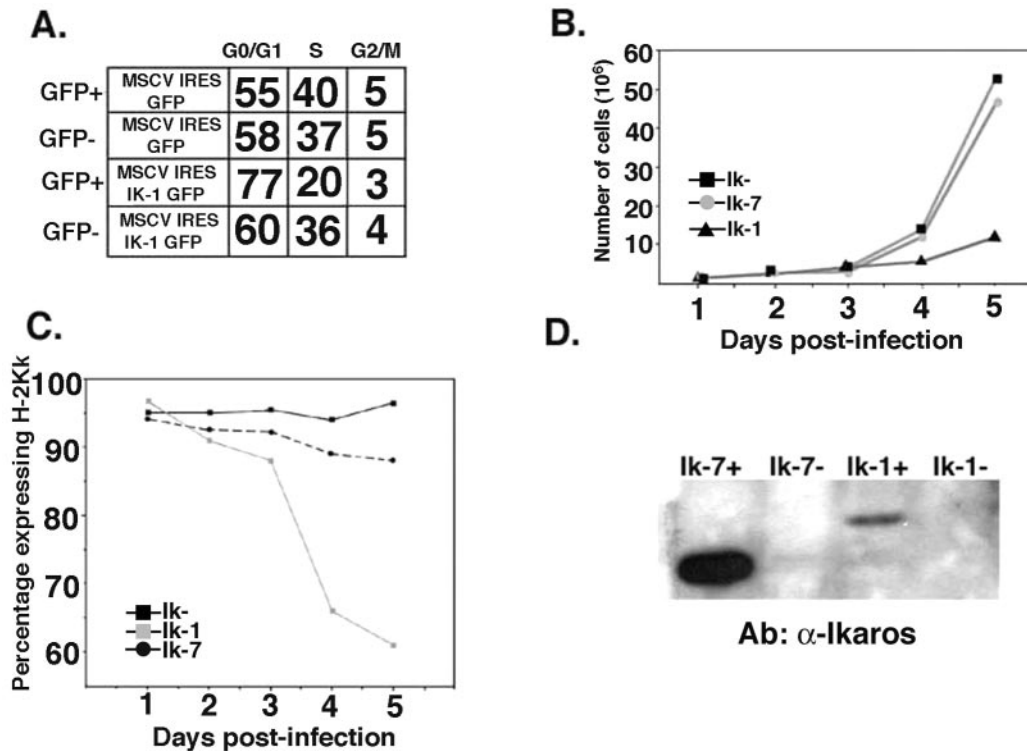 A.
G0/G1 S G2/M
GFP+ MSCV IRES GFP 55 40 5
GFP- MSCV IRES GFP 58 37 5
GFP+ MSCV IRES IK-1 GFP 77 20 3
GFP- MSCV IRES IK-1 GFP 60 36 4
B.
Number of cells (10⁶)
60
50
40
30
20
10
Ik-
Ik-7
Ik-1
1 2 3 4 5
Days post-infection
C.
Percentage expressing H-2Kk
100
90
80
70
60
Ik-
Ik-1
Ik-7
1 2 3 4 5
Days post-infection
D.
Ik-7+ Ik-7- Ik-1+ Ik-1-
Ab: α-Ikaros